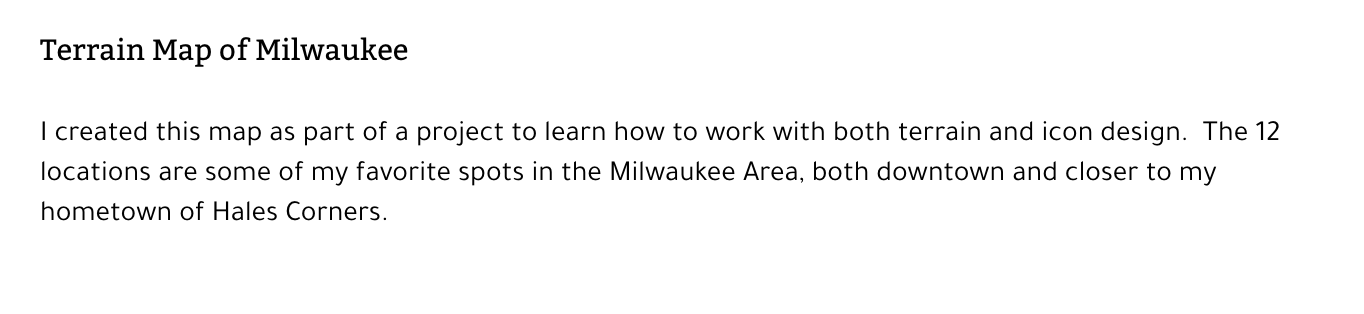 Terrain Map of Milwaukee
I created this map as part of a project to learn how to work with both terrain and icon design.  The 12
locations are some of my favorite spots in the Milwaukee Area, both downtown and closer to my
hometown of Hales Corners.